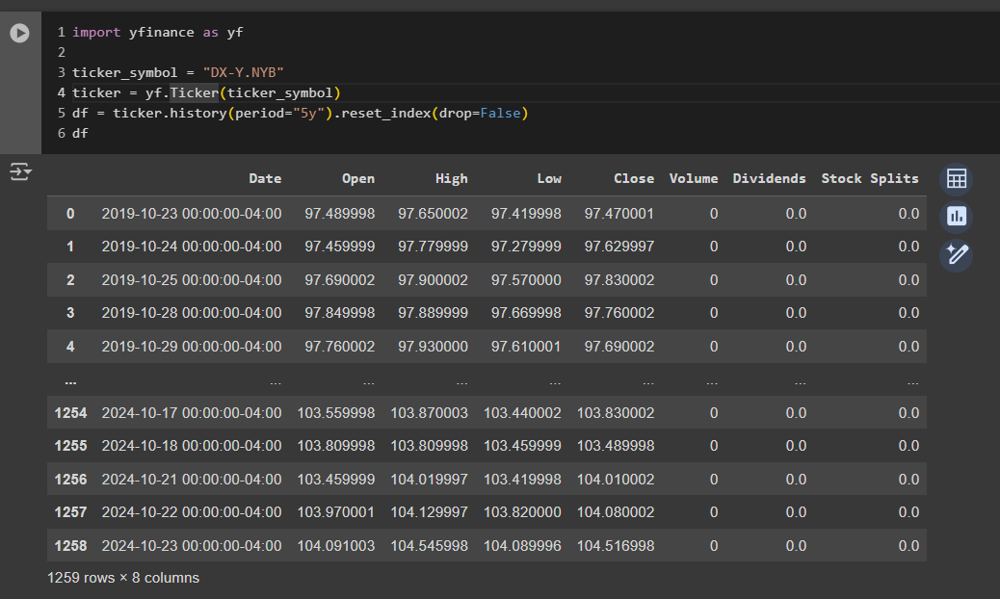 1 import yfinance as yf
2
3 ticker_symbol = "DX-Y.NYB"
4 ticker = yf.Ticker(ticker_symbol)
5 df = ticker.history(period="5y").reset_index(drop=False)
6 df
Date Open High Low Close Volume Dividends Stock Splits
0 2019-10-23 00:00:00-04:00 97.489998 97.650002 97.419998 97.470001 0 0.0 0.0
1 2019-10-24 00:00:00-04:00 97.459999 97.779999 97.279999 97.629997 0 0.0 0.0
2 2019-10-25 00:00:00-04:00 97.690002 97.900002 97.570000 97.830002 0 0.0 0.0
3 2019-10-28 00:00:00-04:00 97.849998 97.889999 97.669998 97.760002 0 0.0 0.0
4 2019-10-29 00:00:00-04:00 97.760002 97.930000 97.610001 97.690002 0 0.0 0.0
... ... ... ... ... ... ... ... ...
1254 2024-10-17 00:00:00-04:00 103.559998 103.870003 103.440002 103.830002 0 0.0 0.0
1255 2024-10-18 00:00:00-04:00 103.809998 103.809998 103.459999 103.489998 0 0.0 0.0
1256 2024-10-21 00:00:00-04:00 103.459999 104.019997 103.419998 104.010002 0 0.0 0.0
1257 2024-10-22 00:00:00-04:00 103.970001 104.129997 103.820000 104.080002 0 0.0 0.0
1258 2024-10-23 00:00:00-04:00 104.091003 104.545998 104.089996 104.516998 0 0.0 0.0
1259 rows × 8 columns